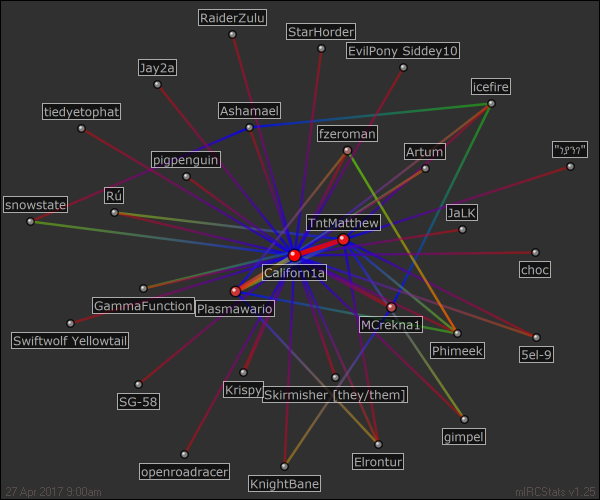 RaiderZulu
StarHorder
EvilPony Siddey10
Jay2a
icefire
tiedyetophat
Ashamael
fzeroman
Artum
pigpenguin
Rú
snowstate
JaLK
TntMatthew
choc
Californ1a
GammaFunction
Plasmawario
MCrekna1
Swiftwolf Yellowtail
Phimeek
5el-9
Krispy
Skirmisher [they/them]
SG-58
gimpel
Elrontur
openroadracer
KnightBane
27 Apr 2017 9:00am
mIRCStats v1.25